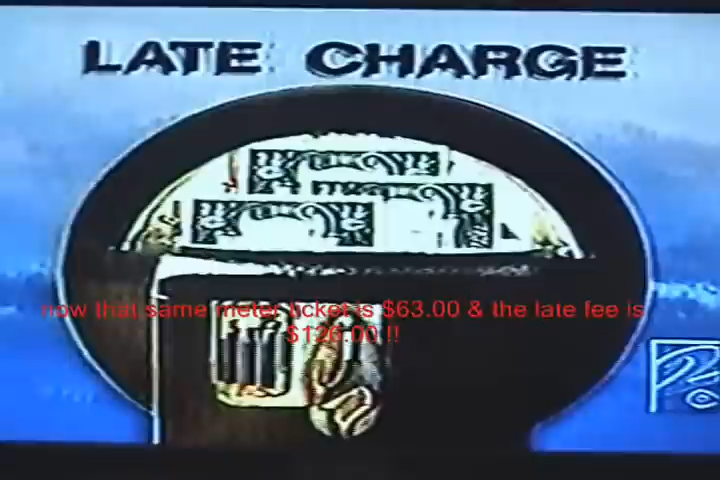 LATE CHARGE
now that same meter ticket is $63.00 & the late fee is
$126.00 !!